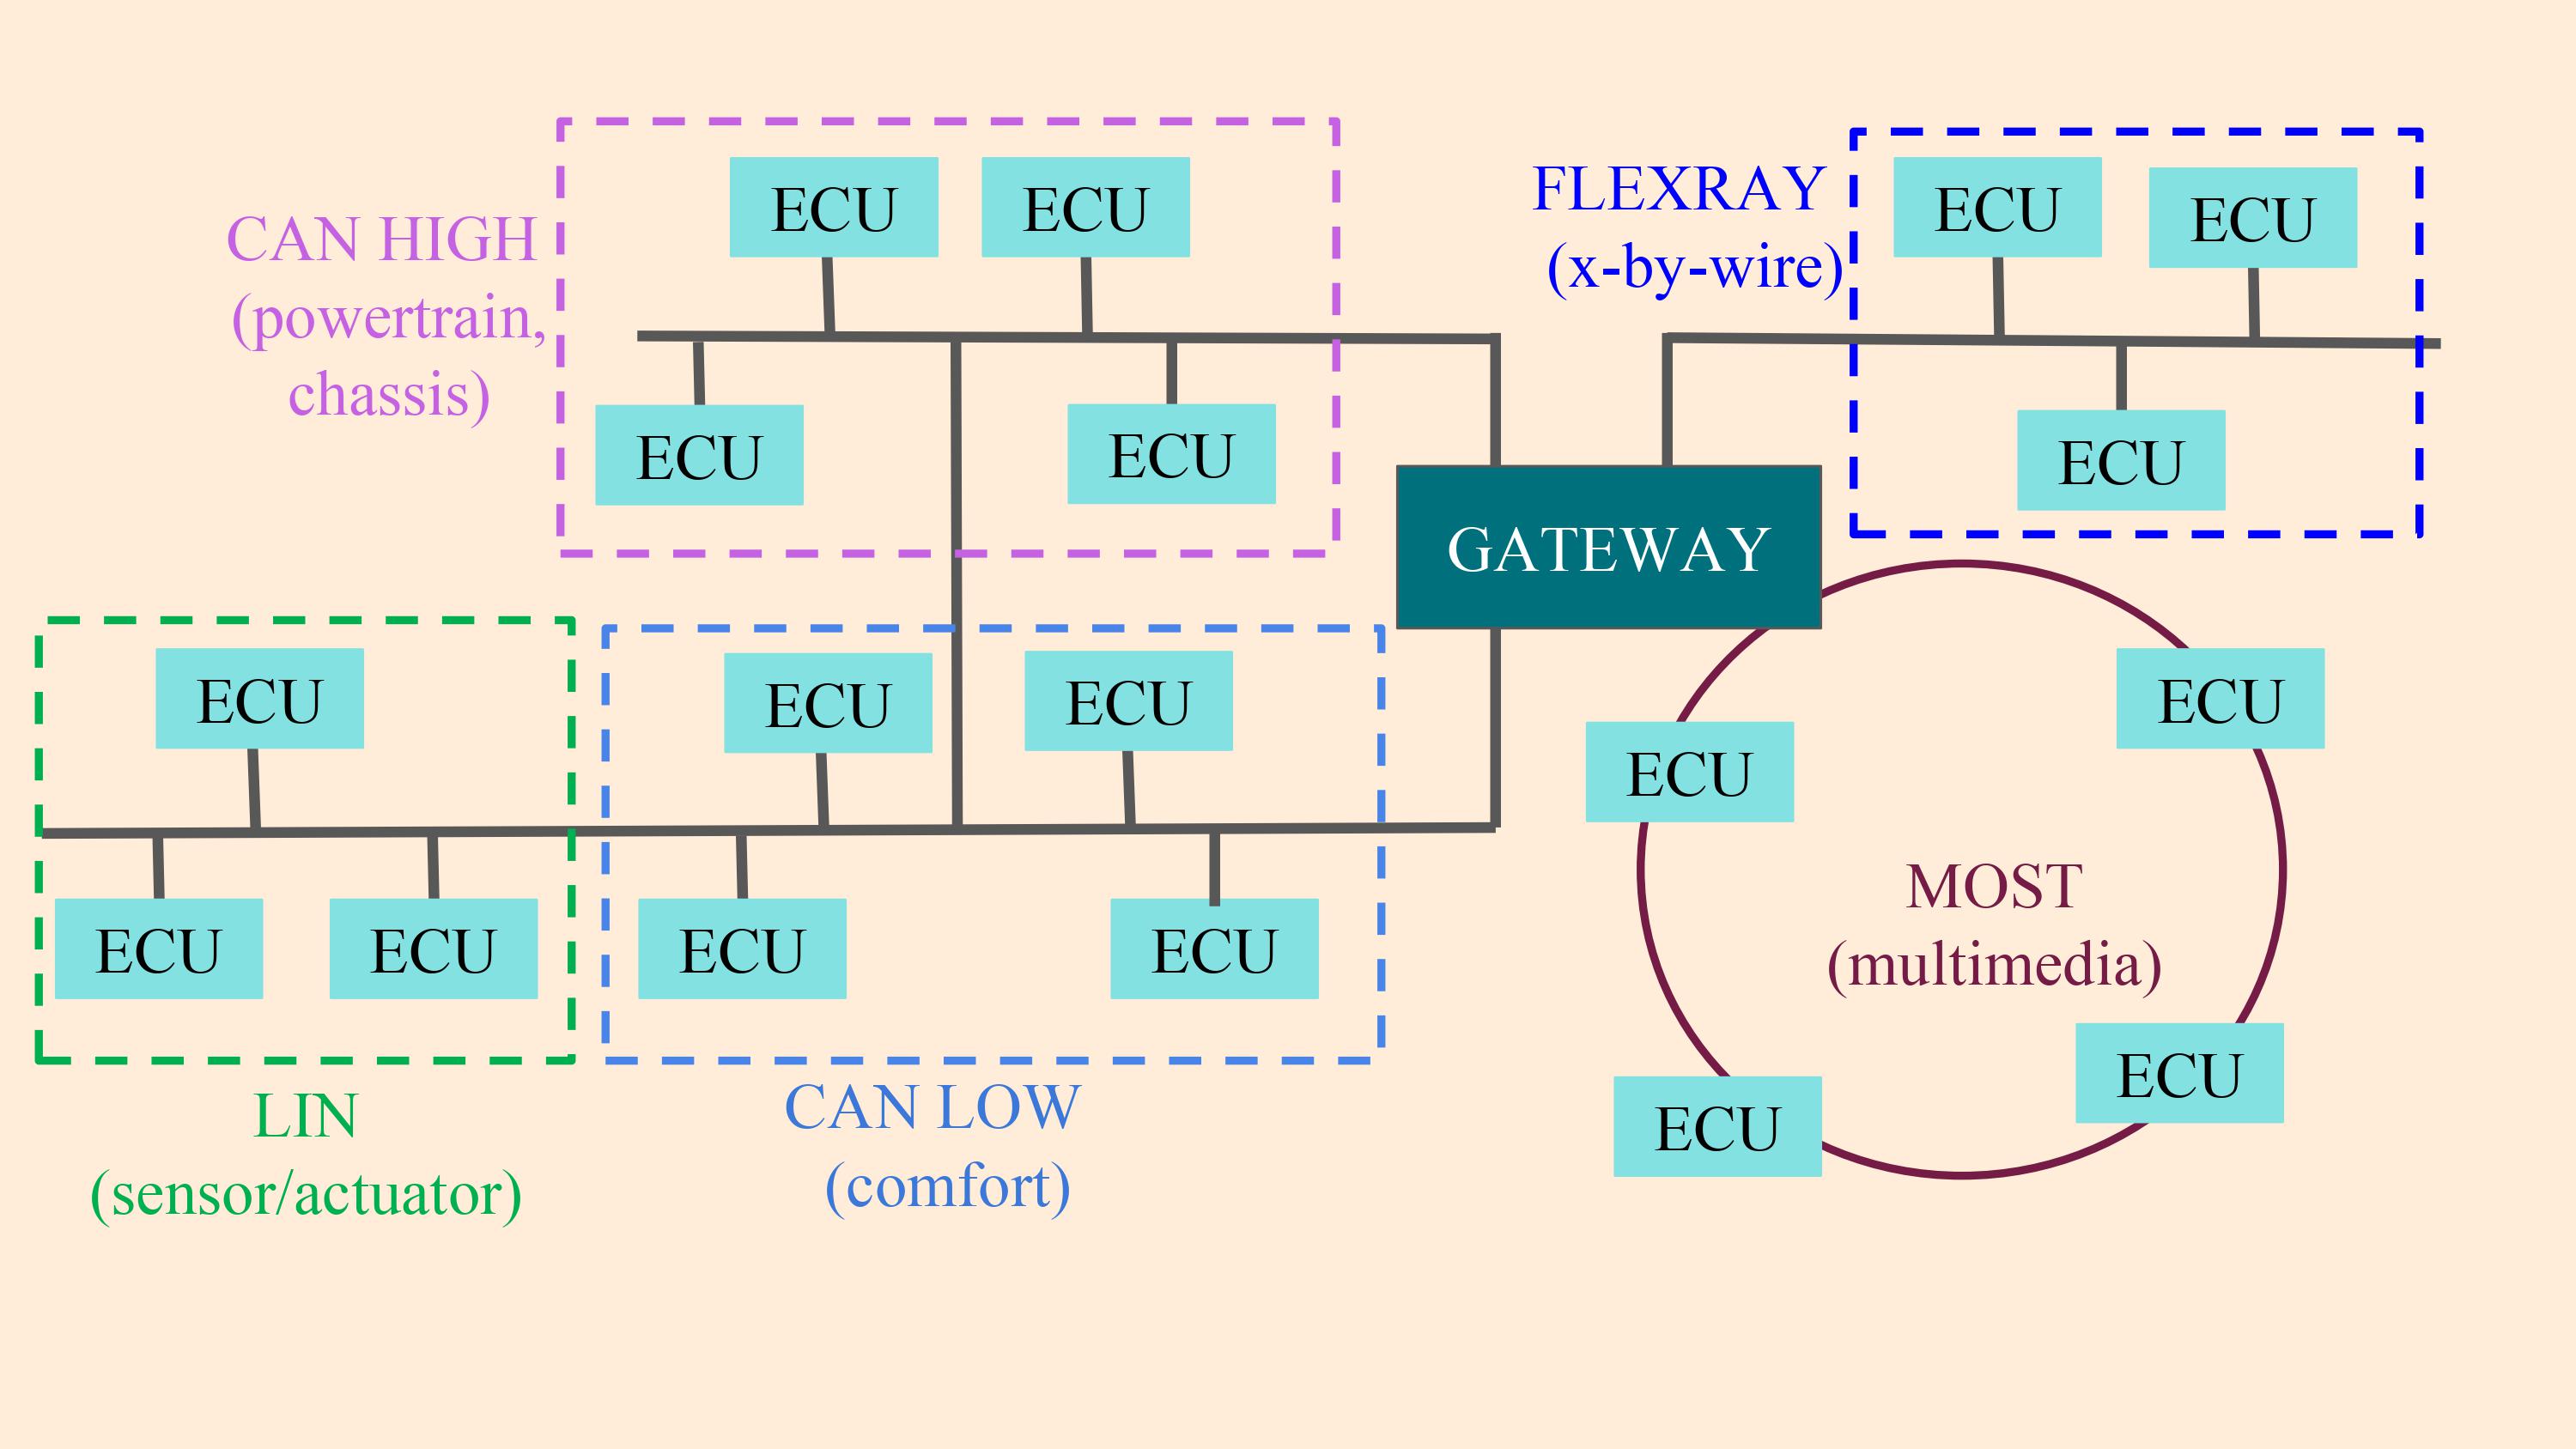 ECU
ECU
CAN HIGH
(powertrain,
chassis)
ECU
ECU
FLEXRAY
(x-by-wire)
ECU
ECU
ECU
GATEWAY
ECU
ECU
ECU
ECU
ECU
ECU
ECU
LIN
(sensor/actuator)
CAN LOW
(comfort)
ECU
ECU
MOST
(multimedia)
ECU
ECU